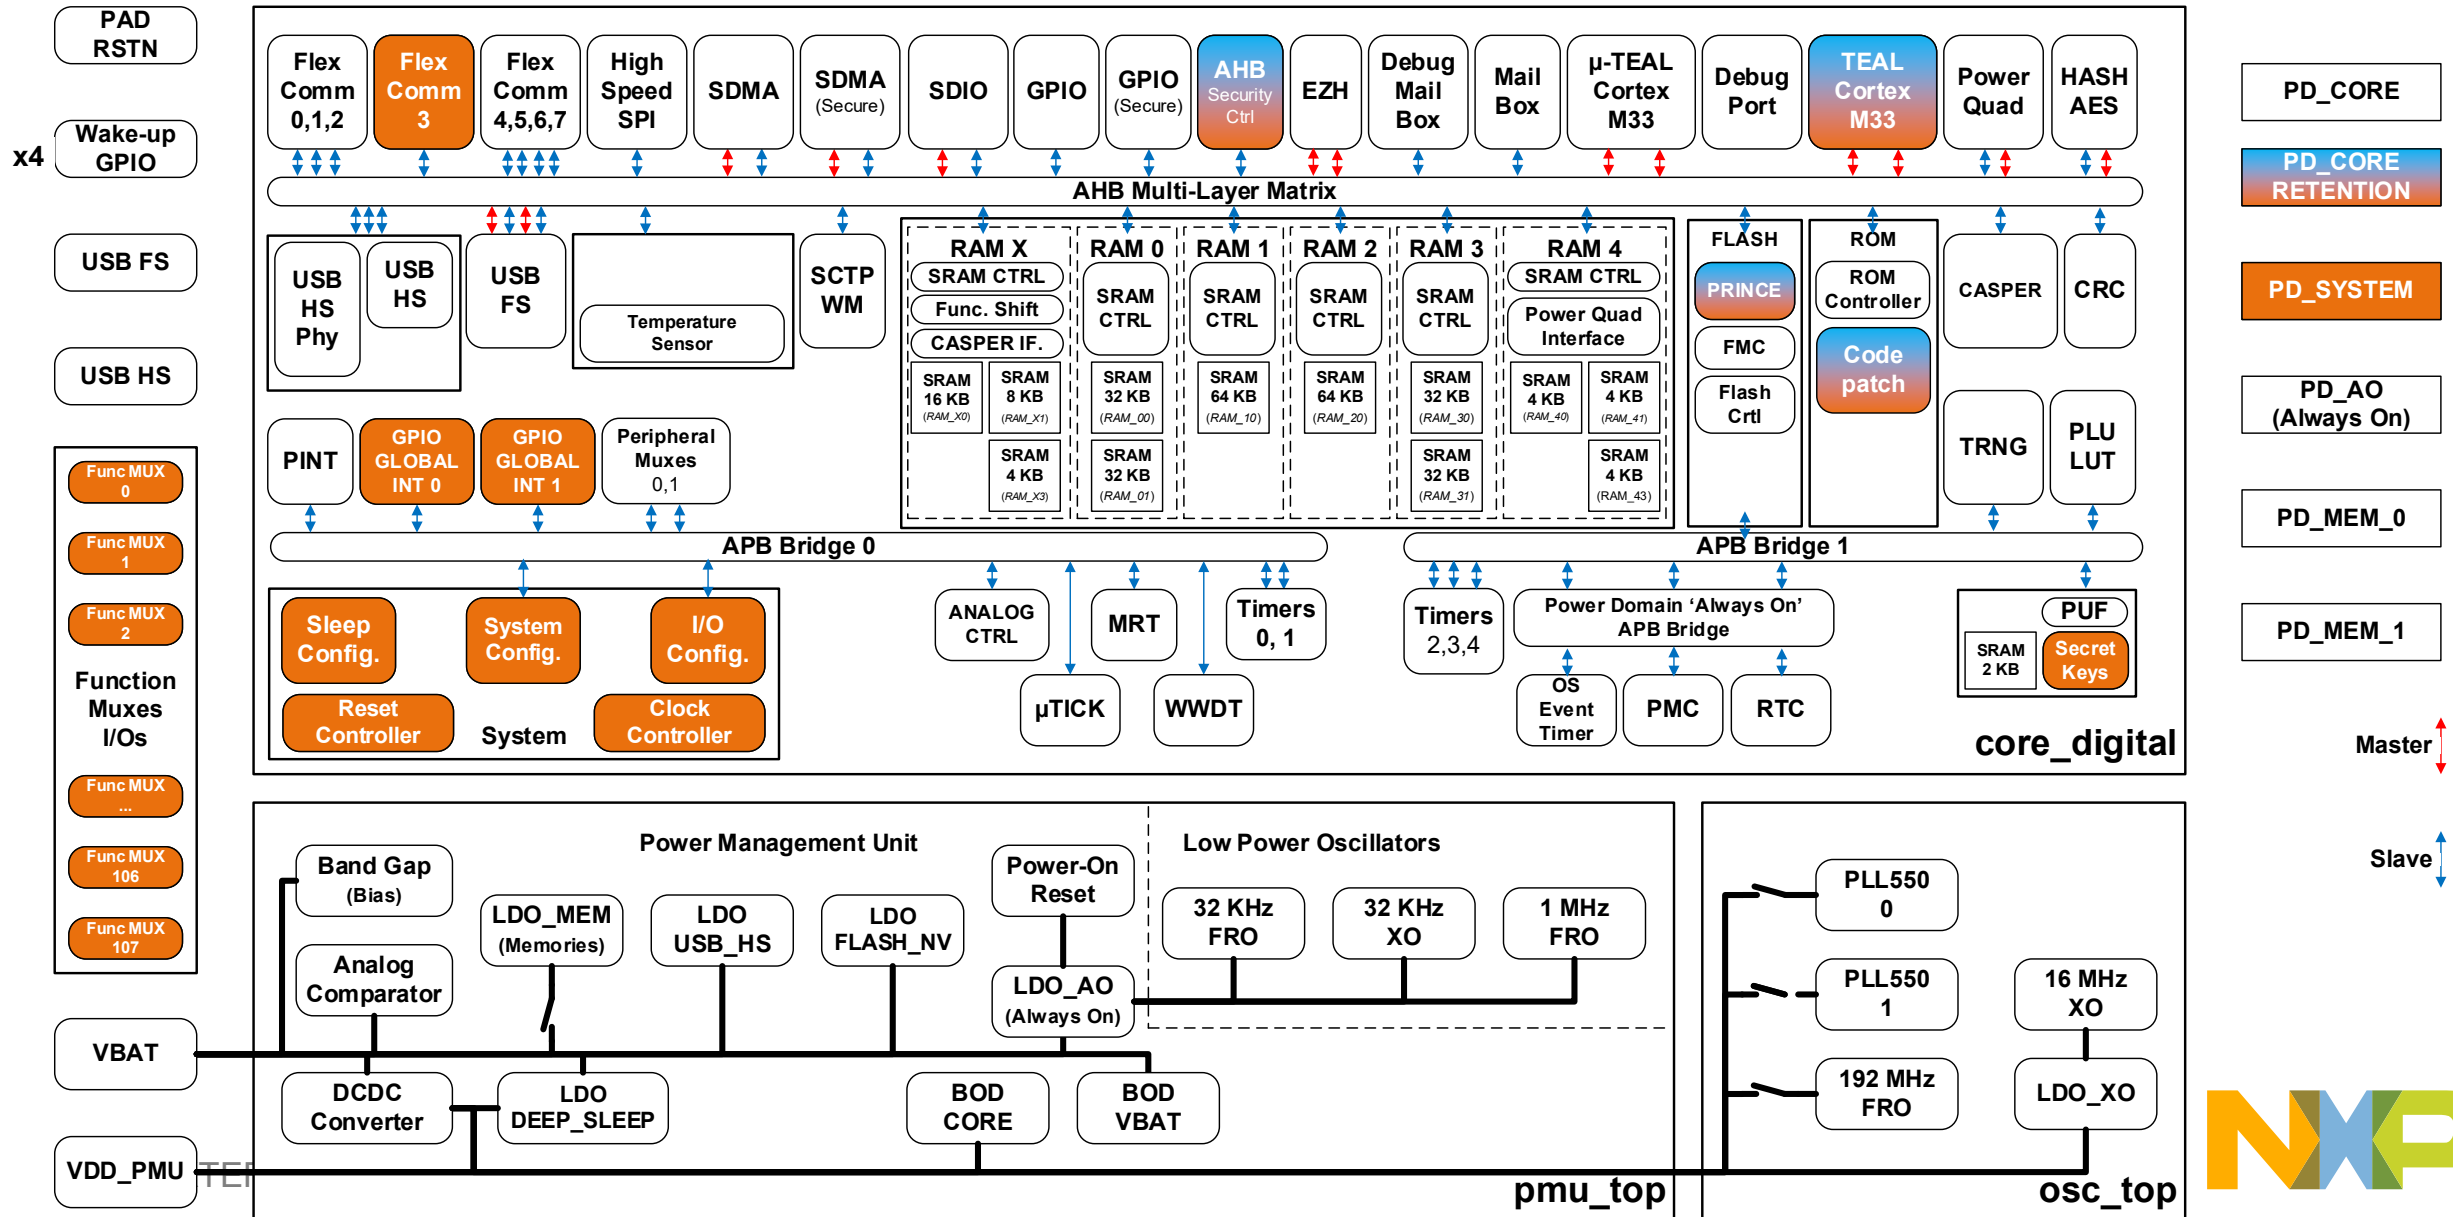 PAD
RSTN
x4
Wake-up
GPIO
USB FS
USB HS
Func MUX
0
Func MUX
1
Func MUX
2
Function
Muxes
I/Os
Func MUX
...
Func MUX
106
Func MUX
107
VBAT
VDD_PMU
Flex
Comm
0,1,2
Flex
Comm
3
Flex
Comm
4,5,6,7
High
Speed
SPI
SDMA
SDMA
(Secure)
SDIO
GPIO
GPIO
(Secure)
AHB
Security
Ctrl
EZH
Debug
Mail
Box
Mail
Box
µ-TEAL
Cortex
M33
Debug
Port
TEAL
Cortex
M33
Power
Quad
HASH
AES
AHB Multi-Layer Matrix
USB
HS
Phy
USB
HS
USB
FS
Temperature
Sensor
SCTP
WM
RAM X
SRAM CTRL
Func. Shift
CASPER IF.
SRAM
16 KB
(RAM_X0)
SRAM
8 KB
(RAM_X1)
SRAM
4 KB
(RAM_X3)
RAM 0
SRAM
CTRL
SRAM
32 KB
(RAM_00)
SRAM
32 KB
(RAM_01)
RAM 1
SRAM
CTRL
SRAM
64 KB
(RAM_10)
RAM 2
SRAM
CTRL
SRAM
64 KB
(RAM_20)
RAM 3
SRAM
CTRL
SRAM
32 KB
(RAM_30)
SRAM
32 KB
(RAM_31)
RAM 4
SRAM CTRL
Power Quad
Interface
SRAM
4 KB
(RAM_40)
SRAM
4 KB
(RAM_41)
SRAM
4 KB
(RAM_43)
FLASH
PRINCE
FMC
Flash
Crtl
ROM
ROM
Controller
Code
patch
CASPER
CRC
TRNG
PLU
LUT
PINT
GPIO
GLOBAL
INT 0
GPIO
GLOBAL
INT 1
Peripheral
Muxes
0,1
APB Bridge 0
APB Bridge 1
Sleep
Config.
System
Config.
I/O
Config.
Reset
Controller
System
Clock
Controller
ANALOG
CTRL
µTICK
MRT
WWDT
Timers
0, 1
Timers
2,3,4
Power Domain ‘Always On’
APB Bridge
OS
Event
Timer
PMC
RTC
PUF
SRAM
2 KB
Secret
Keys
core_digital
Power Management Unit
Band Gap
(Bias)
Analog
Comparator
LDO_MEM
(Memories)
LDO
USB_HS
LDO
FLASH_NV
Power-On
Reset
LDO_AO
(Always On)
Low Power Oscillators
32 KHz
FRO
32 KHz
XO
1 MHz
FRO
DCDC
Converter
LDO
DEEP_SLEEP
BOD
CORE
BOD
VBAT
pmu_top
PLL550
0
PLL550
1
192 MHz
FRO
16 MHz
XO
LDO_XO
osc_top
PD_CORE
PD_CORE
RETENTION
PD_SYSTEM
PD_AO
(Always On)
PD_MEM_0
PD_MEM_1
Master
Slave
NXP